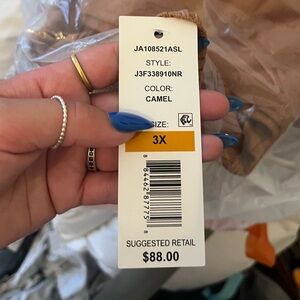 JA108521ASL
STYLE:
J3F338910NR
COLOR:
CAMEL
SIZE:
3X
SUGGESTED RETAIL
$88.00